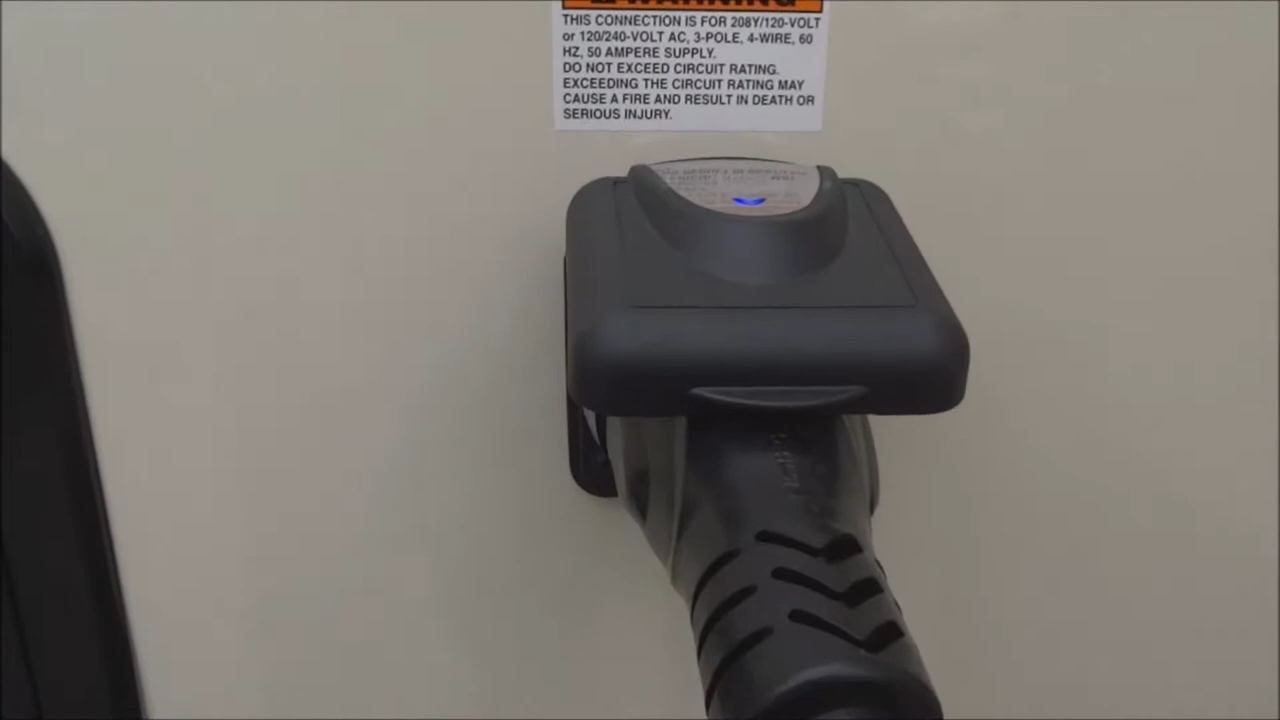 WARNING
THIS CONNECTION IS FOR 208Y/120-VOLT
or 120/240-VOLT AC, 3-POLE, 4-WIRE, 60
HZ, 50 AMPERE SUPPLY.
DO NOT EXCEED CIRCUIT RATING.
EXCEEDING THE CIRCUIT RATING MAY
CAUSE A FIRE AND RESULT IN DEATH OR
SERIOUS INJURY.